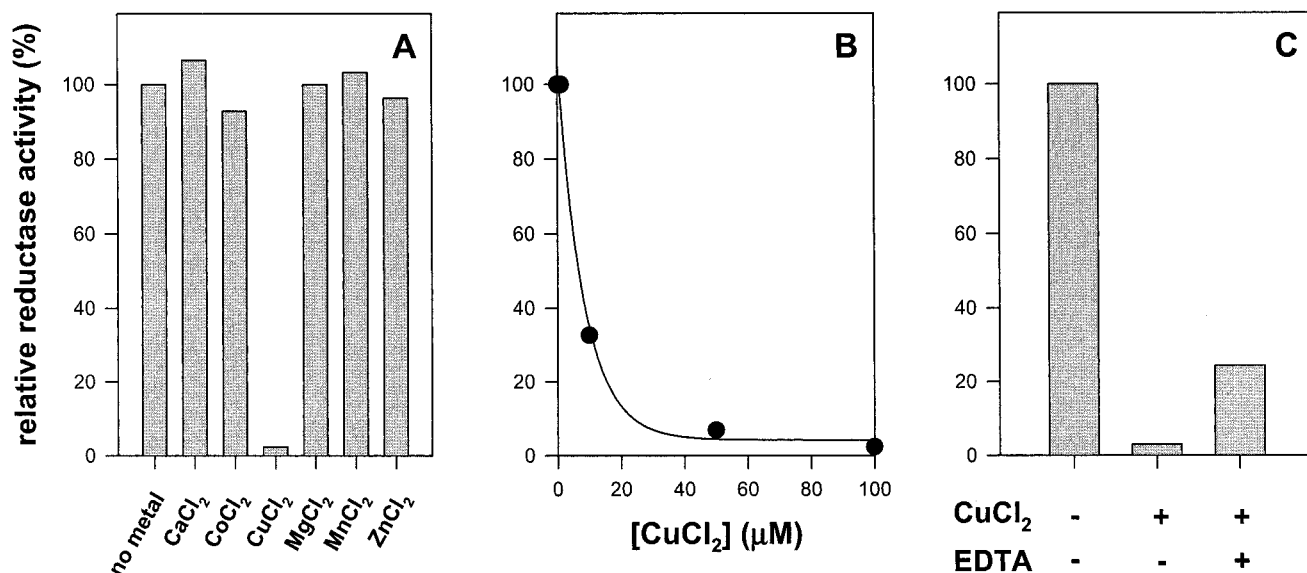 relative reductase activity (%)
A
100
80
60
40
20
0
no metal
CaCl₂
CoCl₂
CuCl₂
MgCl₂
MnCl₂
ZnCl₂
B
100
80
60
40
20
0
0 20 40 60 80 100
[CuCl₂] (μM)
C
100
80
60
40
20
0
CuCl₂ - + +
EDTA - - +